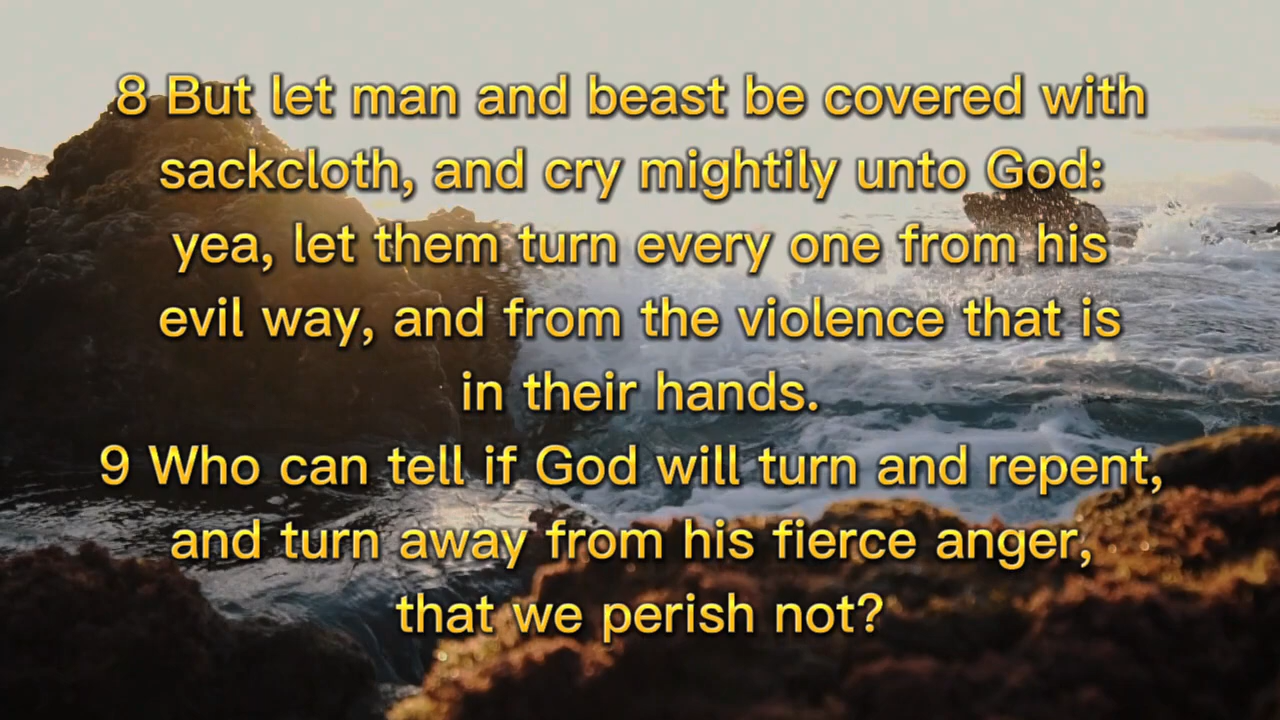 8 But let man and beast be covered with
sackcloth, and cry mightily unto God:
yea, let them turn every one from his
evil way, and from the violence that is
in their hands.
9 Who can tell if God will turn and repent,
and turn away from his fierce anger,
that we perish not?